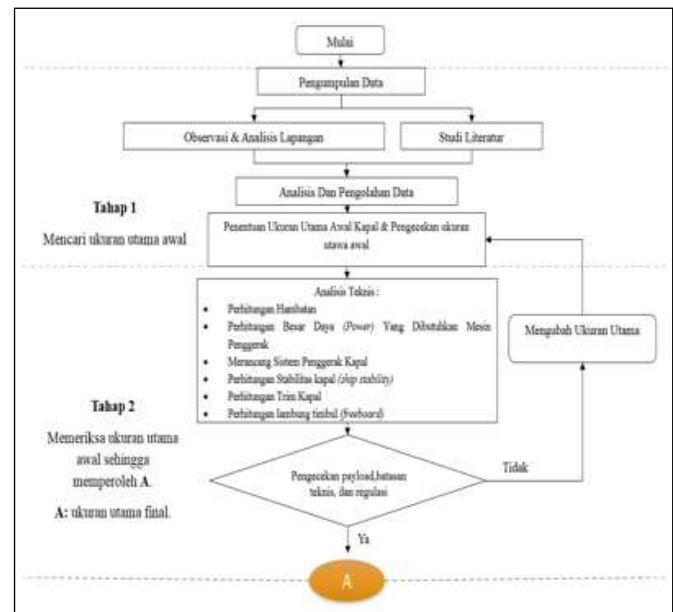 Mulai
Pengumpulan Data
Observasi & Analisis Lapangan
Studi Literatur
Analisis Dan Pengolahan Data
Tahap 1
Mencari ukuran utama awal
Penentuan Ukuran Utama Awal Kapal & Pengecekan ukuran
utawa awal
Analisis Teknis :
• Perhitungan Hambatan
• Perhitungan Besar Daya (Power) Yang Dibutuhkan Mesin
Penggerak
• Merancang Sistem Penggerak Kapal
• Perhitungan Stabilitas kapal (ship stability)
• Perhitungan Trim Kapal
• Perhitungan lambung timbul (freeboard)
Mengubah Ukuran Utama
Tahap 2
Memeriksa ukuran utama
awal sehingga
memperoleh A.
A: ukuran utama final.
Pengecekan payload,batasan
teknis, dan regulasi
Tidak
Ya
A